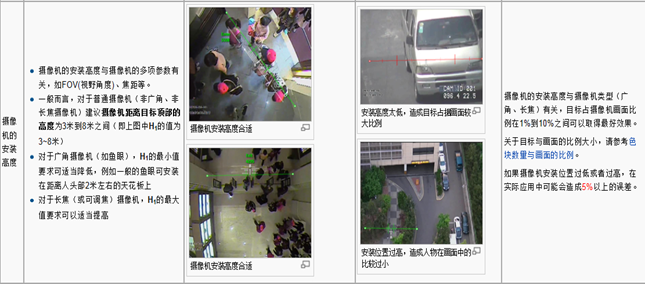 摄像
机的
安装
高度
摄像机的安装高度与摄像机的多项参数有
关，如FOV(视野角度)、焦距等。
一般而言，对于普通摄像机（非广角、非
长焦摄像机）建议摄像机距离目标顶部的
高度为3米到8米之间（即上图中H₁的值为
3~8米）
对于广角摄像机（如鱼眼），H₁的最小值
要求可适当降低，例如一般的鱼眼可安装
在距离人头部2米左右的天花板上
对于长焦（或可调焦）摄像机，H₁的最大
值要求可以适当提高
摄像机安装高度合适
摄像机安装高度合适
CAM ID 001
安装高度太低，造成目标占摄像画面较
大比例
安装位置过高，造成人物在画面中的
比较过小
摄像机的安装高度与摄像机类型（广
角、长焦）有关，目标占摄像机画面比
例在1%到10%之间可以取得最好效果。
关于目标与画面的比例大小，请参考色
块数量与画面的比例。
如果摄像机安装位置过低或者过高，在
实际应用中可能会造成5%以上的误差。